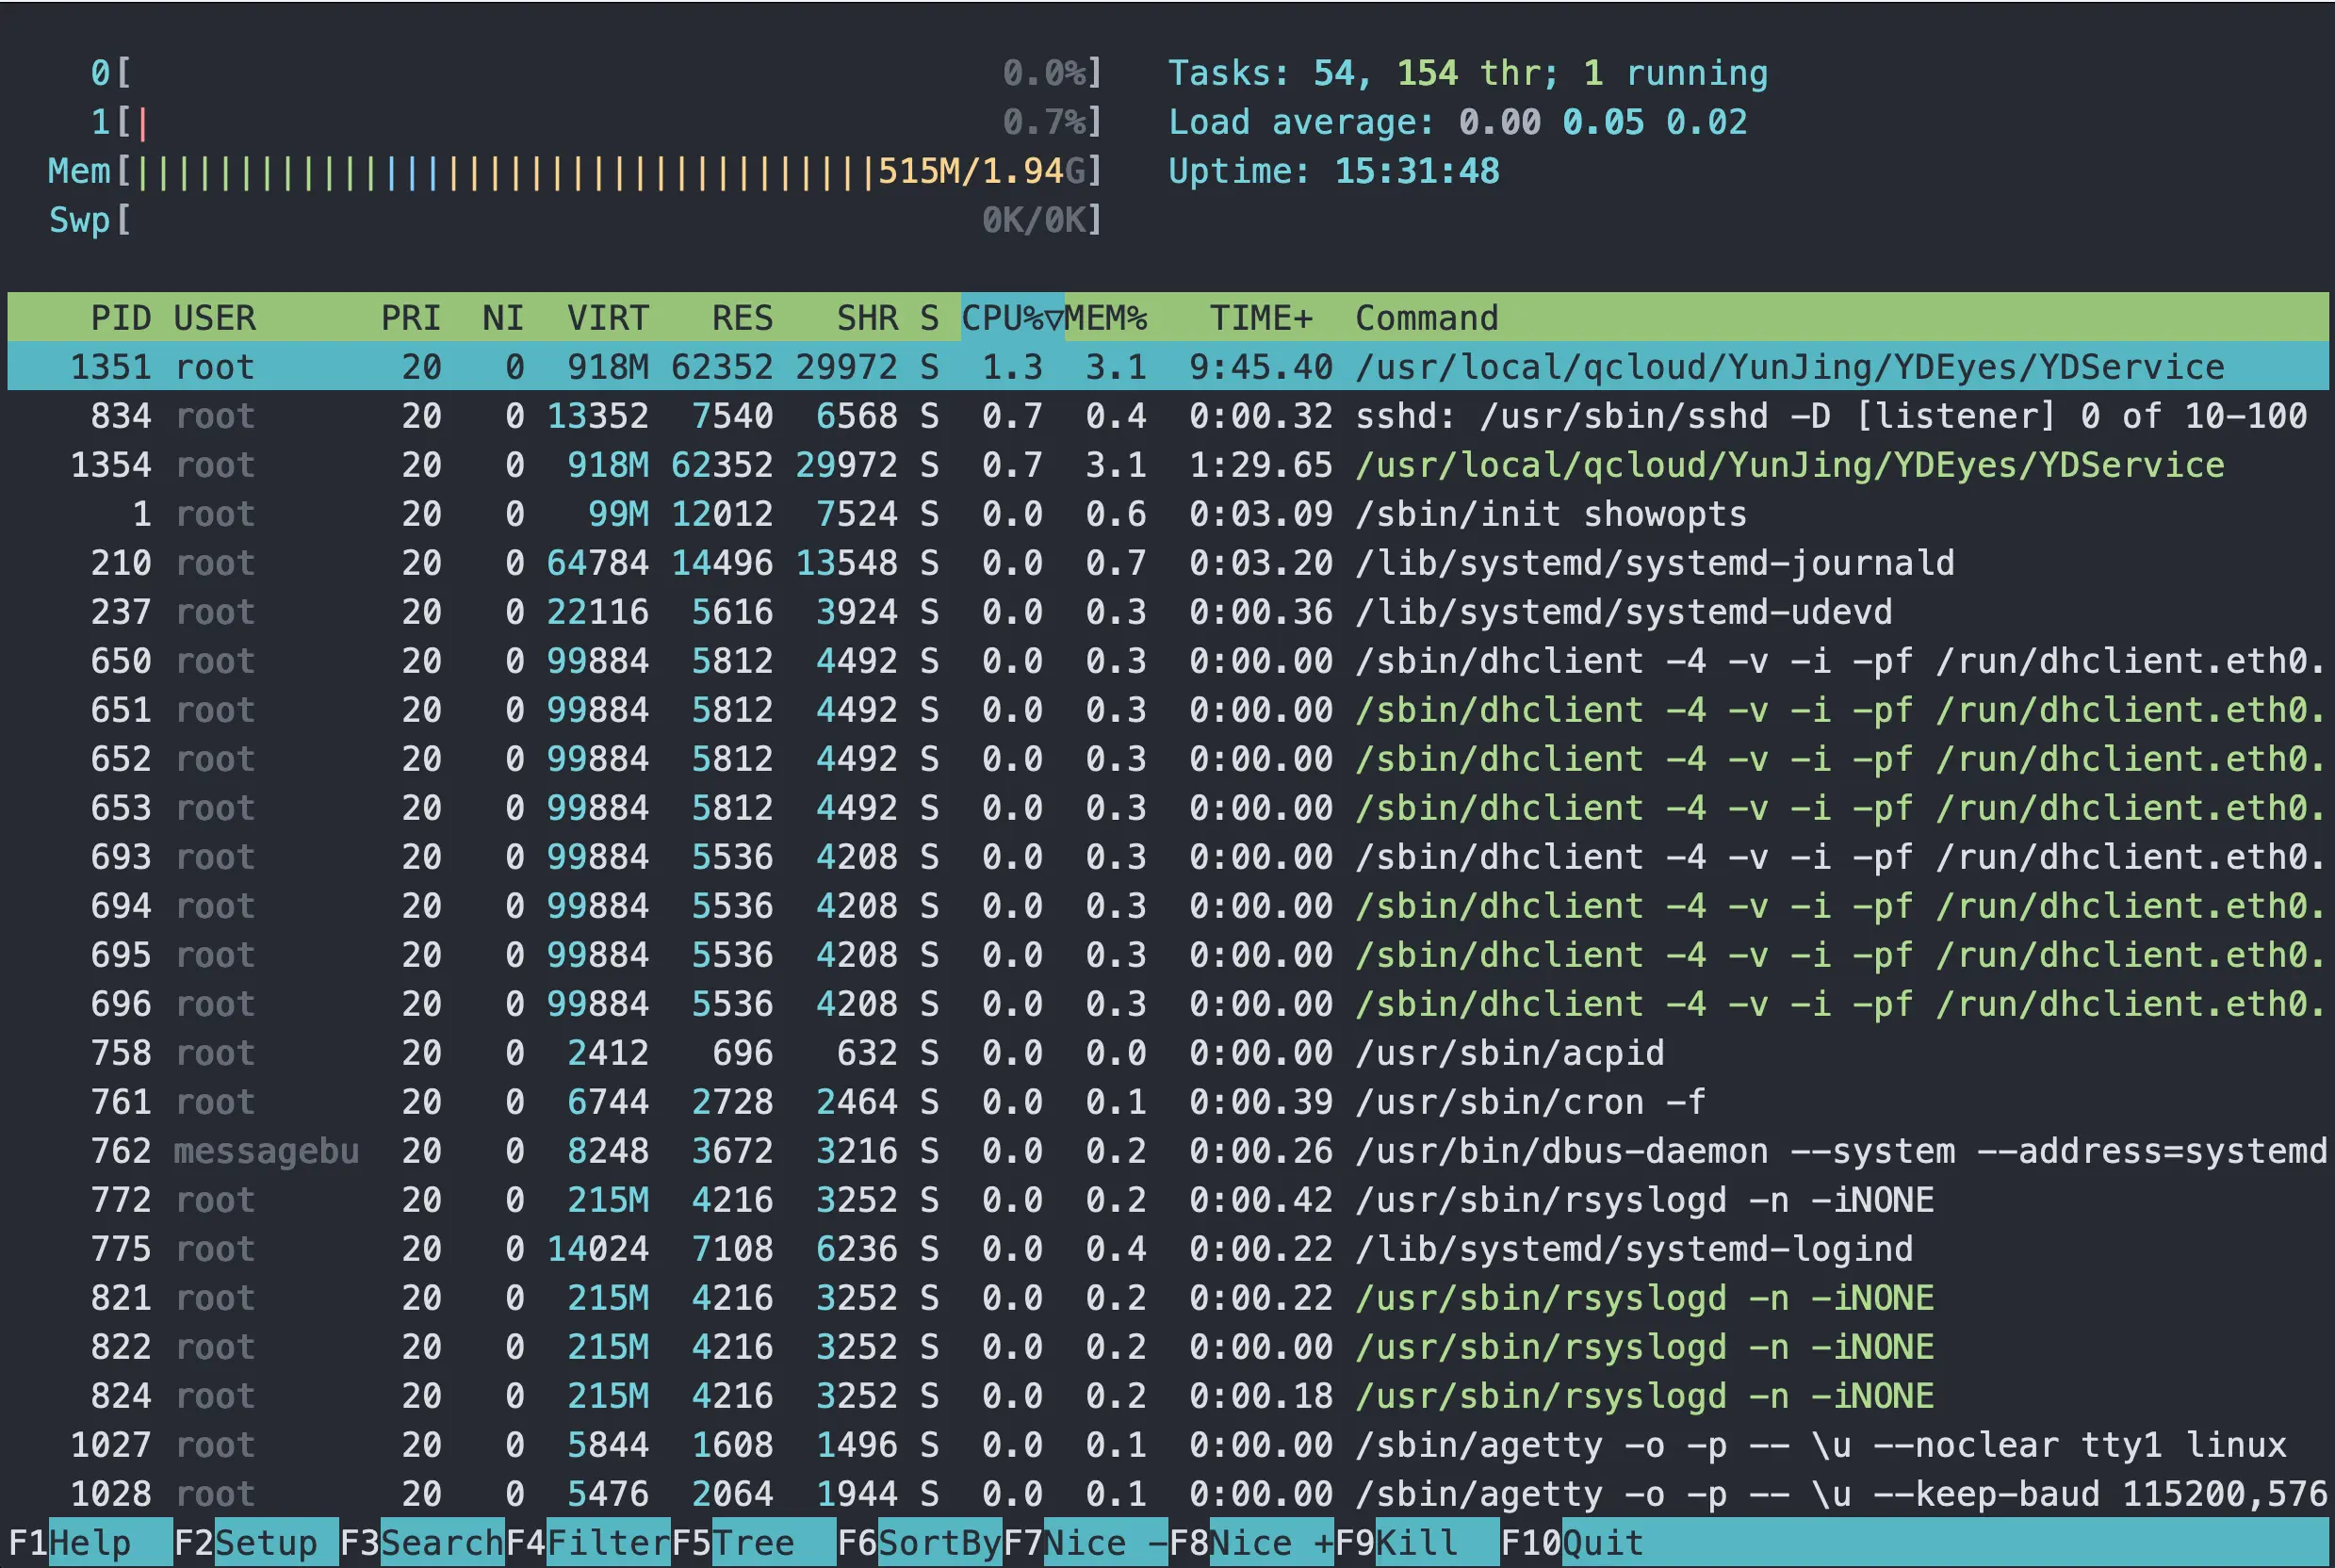 0[ 0.0%] Tasks: 54, 154 thr; 1 running
1[| 0.7%] Load average: 0.00 0.05 0.02
Mem[||||||||||||||||||||||||||||||||||||515M/1.94G] Uptime: 15:31:48
Swp[ 0K/0K]
PID USER PRI NI VIRT RES SHR S CPU%▽MEM% TIME+ Command
1351 root 20 0 918M 62352 29972 S 1.3 3.1 9:45.40 /usr/local/qcloud/YunJing/YDEyes/YDService
834 root 20 0 13352 7540 6568 S 0.7 0.4 0:00.32 sshd: /usr/sbin/sshd -D [listener] 0 of 10-100
1354 root 20 0 918M 62352 29972 S 0.7 3.1 1:29.65 /usr/local/qcloud/YunJing/YDEyes/YDService
1 root 20 0 99M 12012 7524 S 0.0 0.6 0:03.09 /sbin/init showopts
210 root 20 0 64784 14496 13548 S 0.0 0.7 0:03.20 /lib/systemd/systemd-journald
237 root 20 0 22116 5616 3924 S 0.0 0.3 0:00.36 /lib/systemd/systemd-udevd
650 root 20 0 99884 5812 4492 S 0.0 0.3 0:00.00 /sbin/dhclient -4 -v -i -pf /run/dhclient.eth0.
651 root 20 0 99884 5812 4492 S 0.0 0.3 0:00.00 /sbin/dhclient -4 -v -i -pf /run/dhclient.eth0.
652 root 20 0 99884 5812 4492 S 0.0 0.3 0:00.00 /sbin/dhclient -4 -v -i -pf /run/dhclient.eth0.
653 root 20 0 99884 5812 4492 S 0.0 0.3 0:00.00 /sbin/dhclient -4 -v -i -pf /run/dhclient.eth0.
693 root 20 0 99884 5536 4208 S 0.0 0.3 0:00.00 /sbin/dhclient -4 -v -i -pf /run/dhclient.eth0.
694 root 20 0 99884 5536 4208 S 0.0 0.3 0:00.00 /sbin/dhclient -4 -v -i -pf /run/dhclient.eth0.
695 root 20 0 99884 5536 4208 S 0.0 0.3 0:00.00 /sbin/dhclient -4 -v -i -pf /run/dhclient.eth0.
696 root 20 0 99884 5536 4208 S 0.0 0.3 0:00.00 /sbin/dhclient -4 -v -i -pf /run/dhclient.eth0.
758 root 20 0 2412 696 632 S 0.0 0.0 0:00.00 /usr/sbin/acpid
761 root 20 0 6744 2728 2464 S 0.0 0.1 0:00.39 /usr/sbin/cron -f
762 messagebu 20 0 8248 3672 3216 S 0.0 0.2 0:00.26 /usr/bin/dbus-daemon --system --address=systemd
772 root 20 0 215M 4216 3252 S 0.0 0.2 0:00.42 /usr/sbin/rsyslogd -n -iNONE
775 root 20 0 14024 7108 6236 S 0.0 0.4 0:00.22 /lib/systemd/systemd-logind
821 root 20 0 215M 4216 3252 S 0.0 0.2 0:00.22 /usr/sbin/rsyslogd -n -iNONE
822 root 20 0 215M 4216 3252 S 0.0 0.2 0:00.00 /usr/sbin/rsyslogd -n -iNONE
824 root 20 0 215M 4216 3252 S 0.0 0.2 0:00.18 /usr/sbin/rsyslogd -n -iNONE
1027 root 20 0 5844 1608 1496 S 0.0 0.1 0:00.00 /sbin/agetty -o -p -- \u --noclear tty1 linux
1028 root 20 0 5476 2064 1944 S 0.0 0.1 0:00.00 /sbin/agetty -o -p -- \u --keep-baud 115200,576
F1Help F2Setup F3SearchF4FilterF5Tree F6SortByF7Nice -F8Nice +F9Kill F10Quit